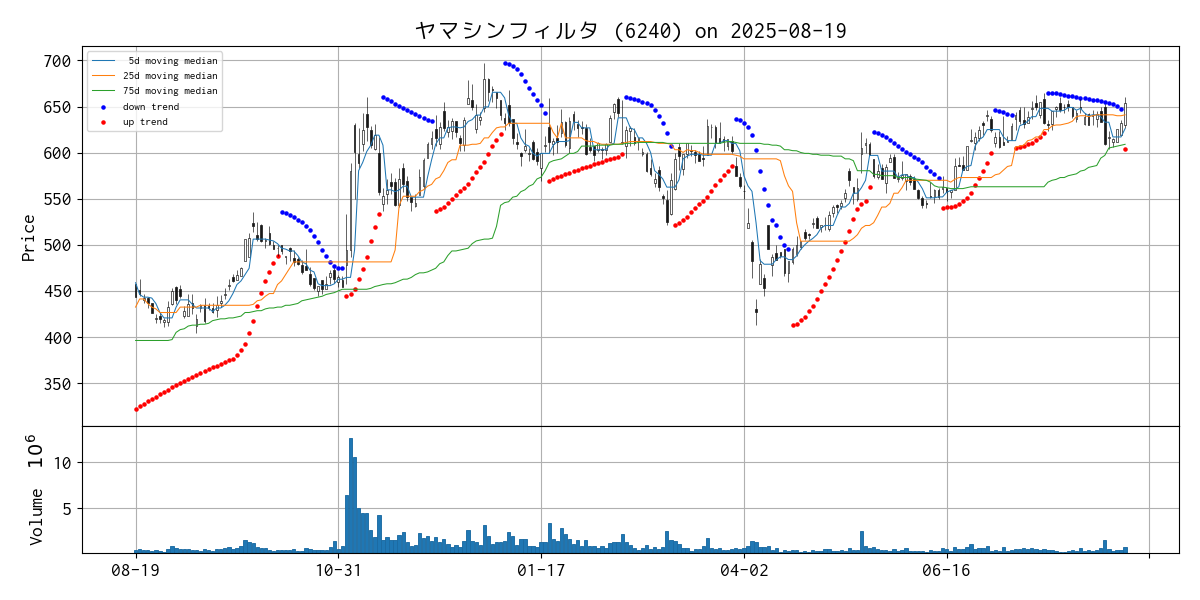 ヤマシンフィルタ (6240) on 2025-08-19
5d moving median
25d moving median
75d moving median
down trend
up trend
Price
700
650
600
550
500
450
400
350
Volume 10^6
10
5
08-19
10-31
01-17
04-02
06-16